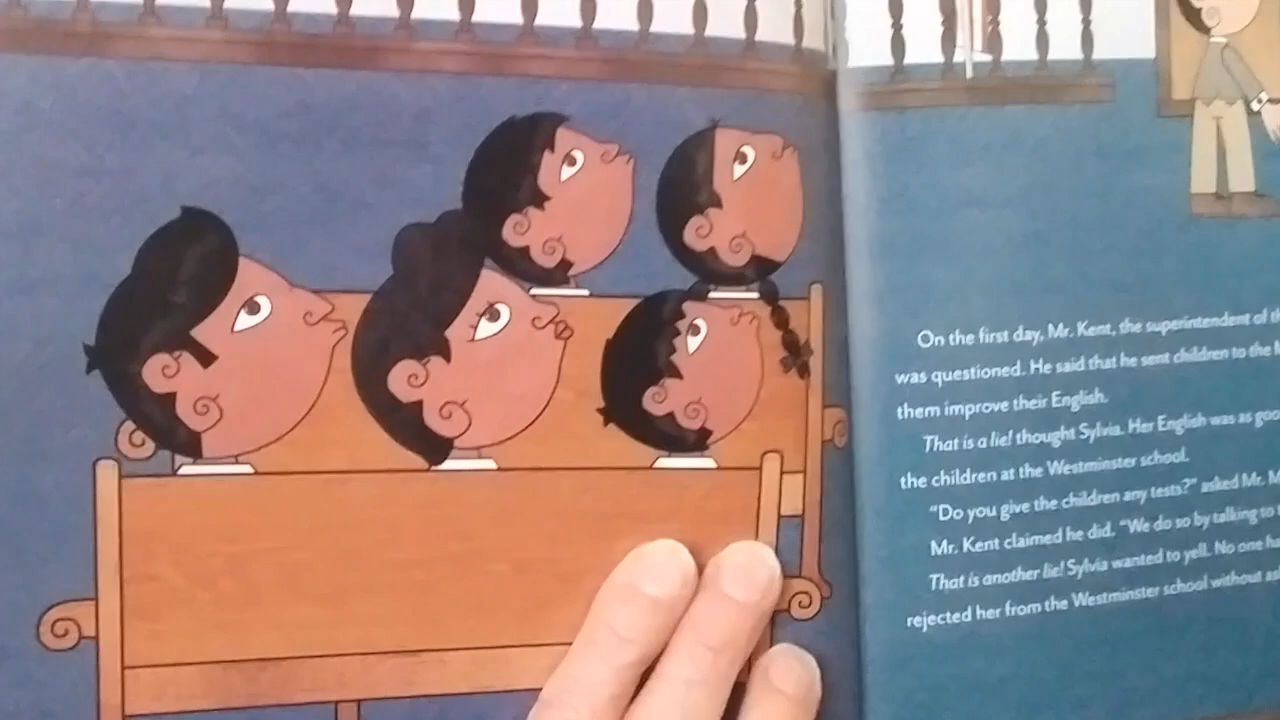 On the first day, Mr. Kent, the superintendent of
was questioned. He said that he sent children to the
them improve their English.
That is a lie! thought Sylvia. Her English was as
the children at the Westminster school.
"Do you give the children any tests?" asked Mr.
Mr. Kent claimed he did. "We do so by talking to
That is another lie! Sylvia wanted to yell. No one
rejected her from the Westminster school without